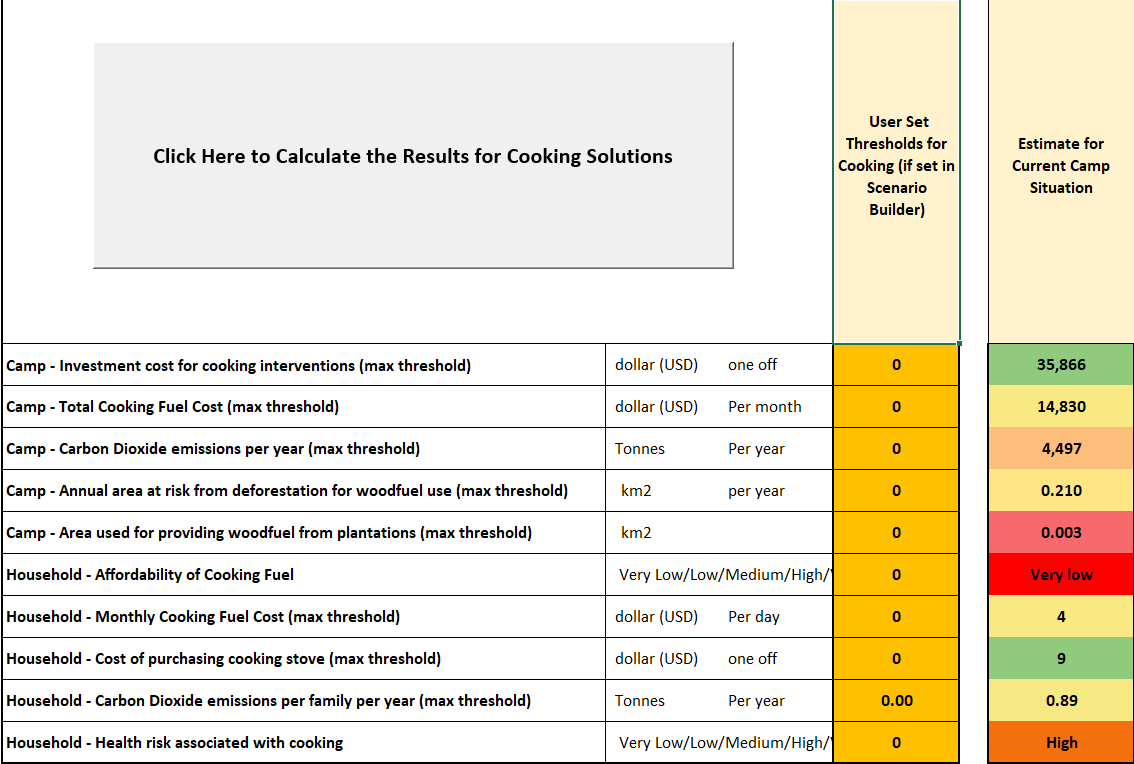 Click Here to Calculate the Results for Cooking Solutions
User Set
Thresholds for
Cooking (if set in
Scenario
Builder)
Estimate for
Current Camp
Situation
Camp - Investment cost for cooking interventions (max threshold) dollar (USD) one off 0 35,866
Camp - Total Cooking Fuel Cost (max threshold) dollar (USD) Per month 0 14,830
Camp - Carbon Dioxide emissions per year (max threshold) Tonnes Per year 0 4,497
Camp - Annual area at risk from deforestation for woodfuel use (max threshold) km2 per year 0 0.210
Camp - Area used for providing woodfuel from plantations (max threshold) km2 0 0.003
Household - Affordability of Cooking Fuel Very Low/Low/Medium/High/ 0 Very low
Household - Monthly Cooking Fuel Cost (max threshold) dollar (USD) Per day 0 4
Household - Cost of purchasing cooking stove (max threshold) dollar (USD) one off 0 9
Household - Carbon Dioxide emissions per family per year (max threshold) Tonnes Per year 0.00 0.89
Household - Health risk associated with cooking Very Low/Low/Medium/High/ 0 High